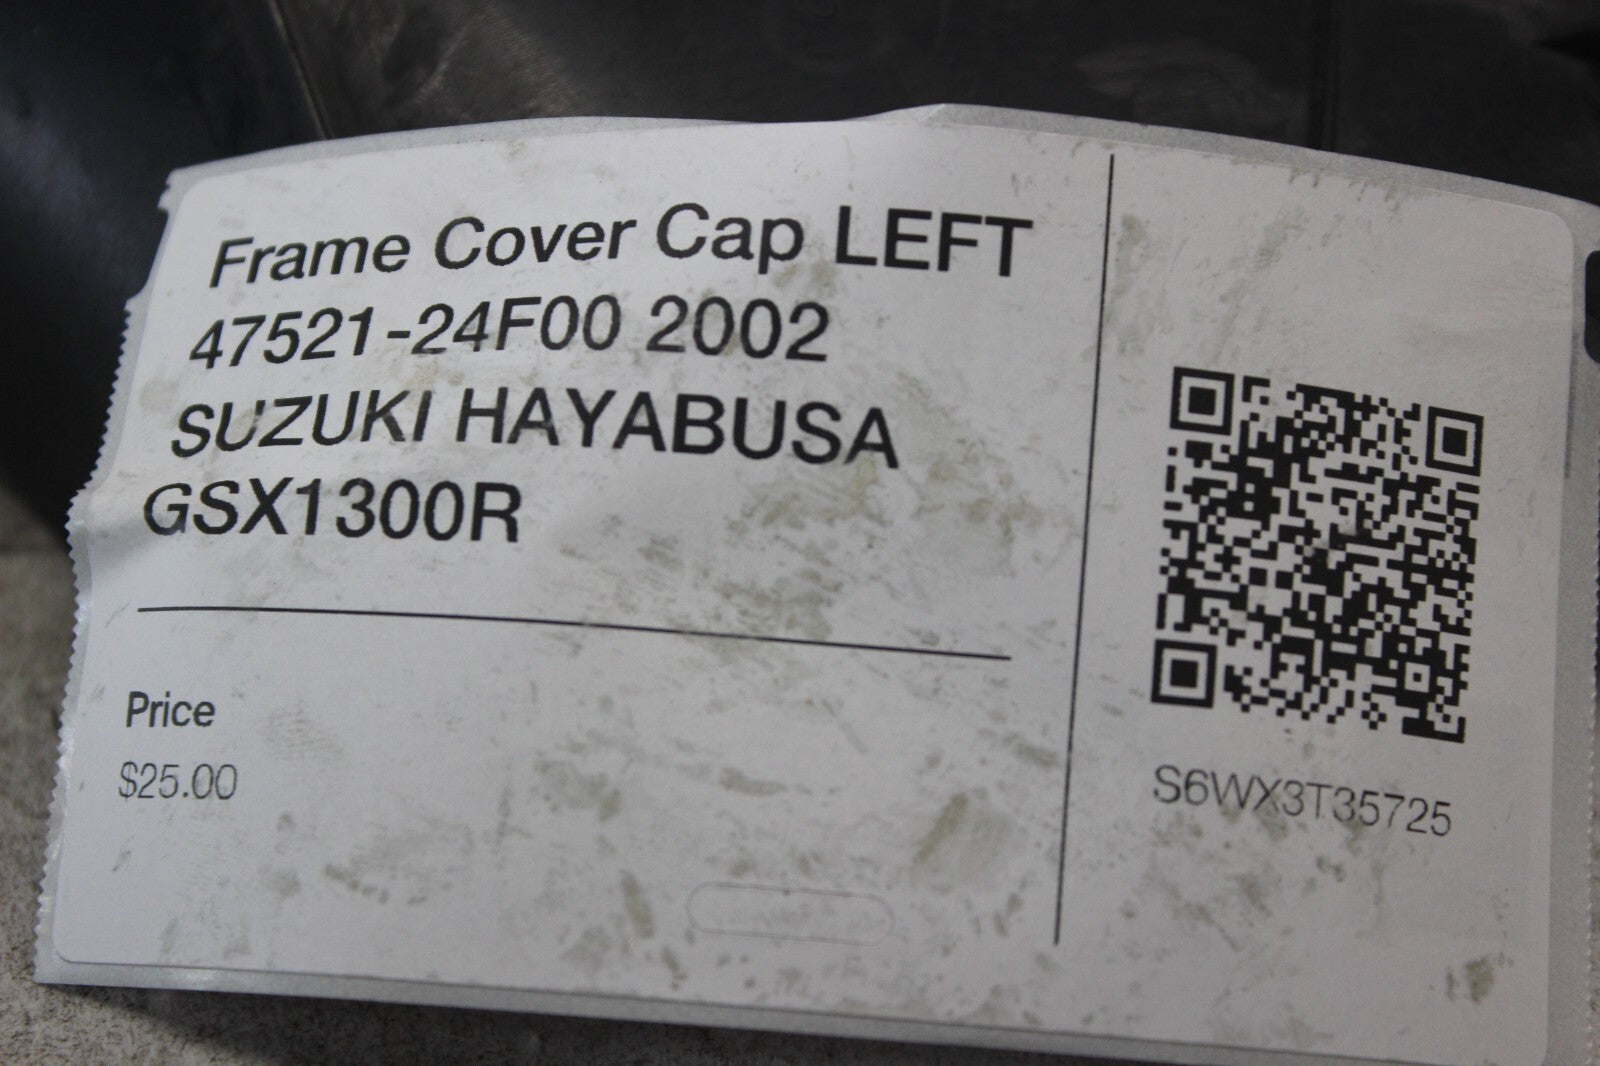 Frame Cover Cap LEFT
47521-24F00 2002
SUZUKI HAYABUSA
GSX1300R
Price
$25.00
S6WX3T35725